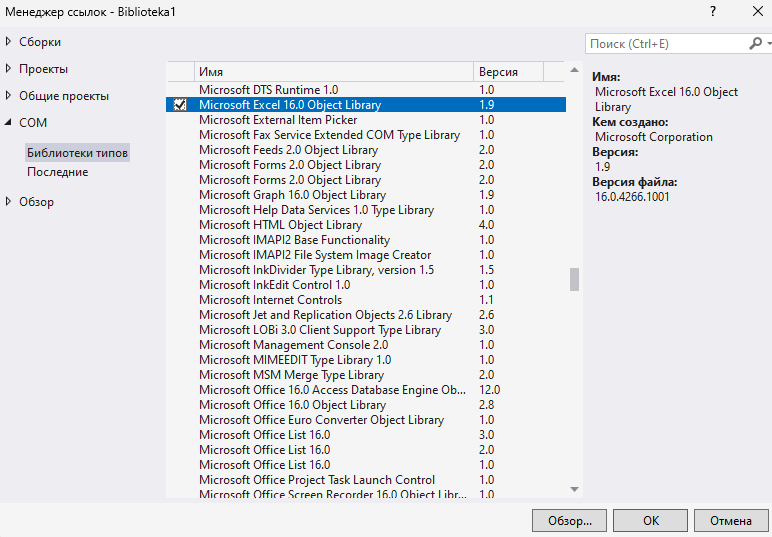 Менеджер ссылок - Biblioteka1
? ×
Сборки
Проекты
Общие проекты
COM
Библиотеки типов
Последние
Обзор
Имя Версия
Microsoft DTS Runtime 1.0 1.0
Microsoft Excel 16.0 Object Library 1.9
Microsoft External Item Picker 1.0
Microsoft Fax Service Extended COM Type Library 1.0
Microsoft Feeds 2.0 Object Library 2.0
Microsoft Forms 2.0 Object Library 2.0
Microsoft Forms 2.0 Object Library 2.0
Microsoft Graph 16.0 Object Library 1.9
Microsoft Help Data Services 1.0 Type Library 1.0
Microsoft HTML Object Library 4.0
Microsoft IMAPI2 Base Functionality 1.0
Microsoft IMAPI2 File System Image Creator 1.0
Microsoft InkDivider Type Library, version 1.5 1.5
Microsoft InkEdit Control 1.0 1.0
Microsoft Internet Controls 1.1
Microsoft Jet and Replication Objects 2.6 Library 2.6
Microsoft LOBi 3.0 Client Support Type Library 3.0
Microsoft Management Console 2.0 1.0
Microsoft MIMEEDIT Type Library 1.0 1.0
Microsoft MSM Merge Type Library 2.0
Microsoft Office 16.0 Access Database Engine Ob... 12.0
Microsoft Office 16.0 Object Library 2.8
Microsoft Office Euro Converter Object Library 1.0
Microsoft Office List 16.0 3.0
Microsoft Office List 16.0 2.0
Microsoft Office List 16.0 1.0
Microsoft Office Project Task Launch Control 1.0
Microsoft Office Screen Recorder 16.0 Object Libr... 1.0
Поиск (Ctrl+E)
Имя:
Microsoft Excel 16.0 Object
Library
Кем создано:
Microsoft Corporation
Версия:
1.9
Версия файла:
16.0.4266.1001
Обзор... OK Отмена